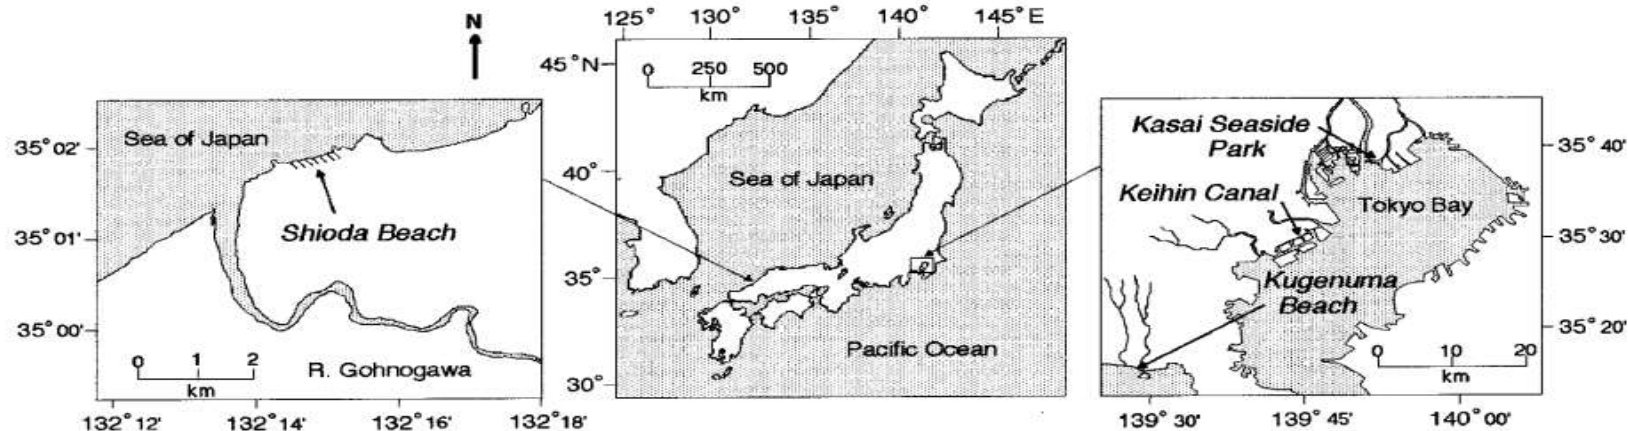 N
Sea of Japan
35°02'
35°01'
35°00'
Shioda Beach
0 1 2
km
R. Gohnogawa
132°12' 132°14' 132°16' 132°18'
125° 130° 135° 140° 145°E
45°N
40°
35°
30°
0 250 500
km
Sea of Japan
Pacific Ocean
Kasai Seaside
Park
Keihin Canal
Tokyo Bay
Kugenuma
Beach
0 10 20
km
35°40'
35°30'
35°20'
139°30' 139°45' 140°00'